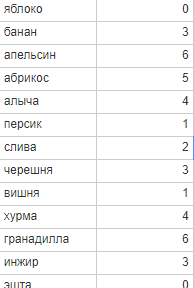 яблоко 0
банан 3
апельсин 6
абрикос 5
алыча 4
персик 1
слива 2
черешня 3
вишня 1
хурма 4
гранадилла 6
инжир 3
эшта 0